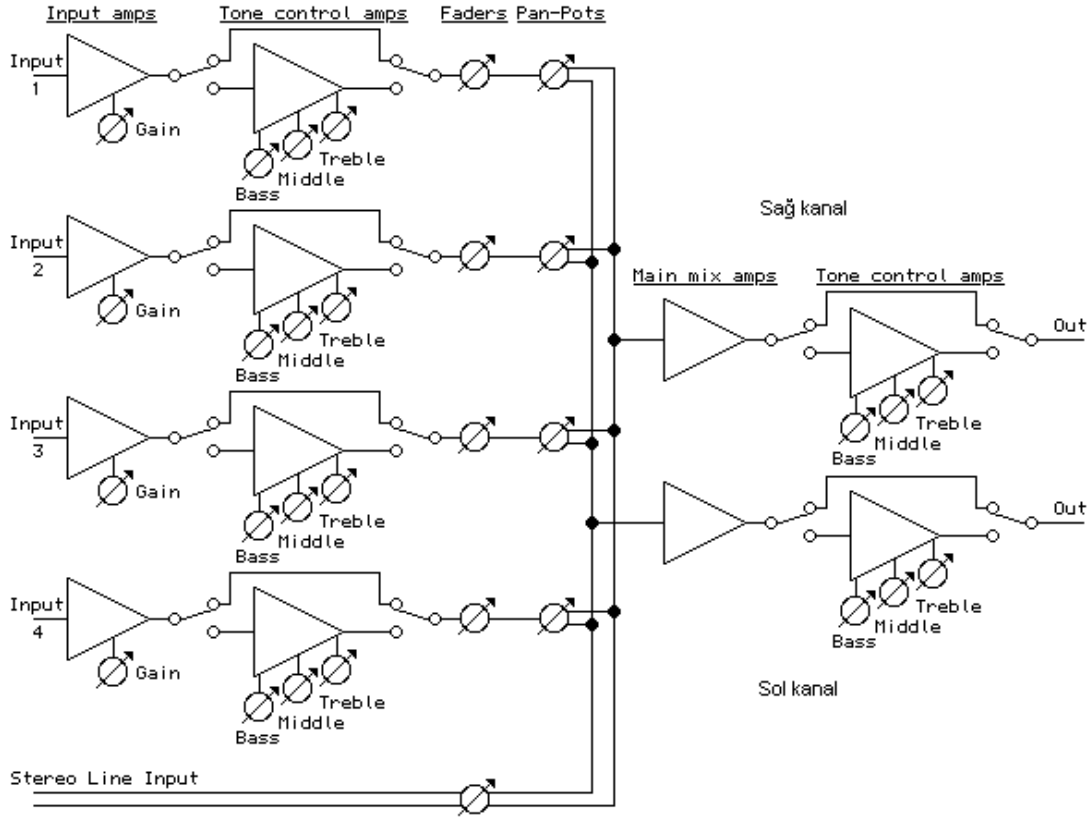 Input amps
Tone control amps
Faders
Pan-Pots
Input
1
Gain
Treble
Middle
Bass
Input
2
Gain
Treble
Middle
Bass
Sağ kanal
Main mix amps
Tone control amps
Out
Treble
Middle
Bass
Input
3
Gain
Treble
Middle
Bass
Out
Treble
Middle
Bass
Input
4
Gain
Treble
Middle
Bass
Sol kanal
Stereo Line Input